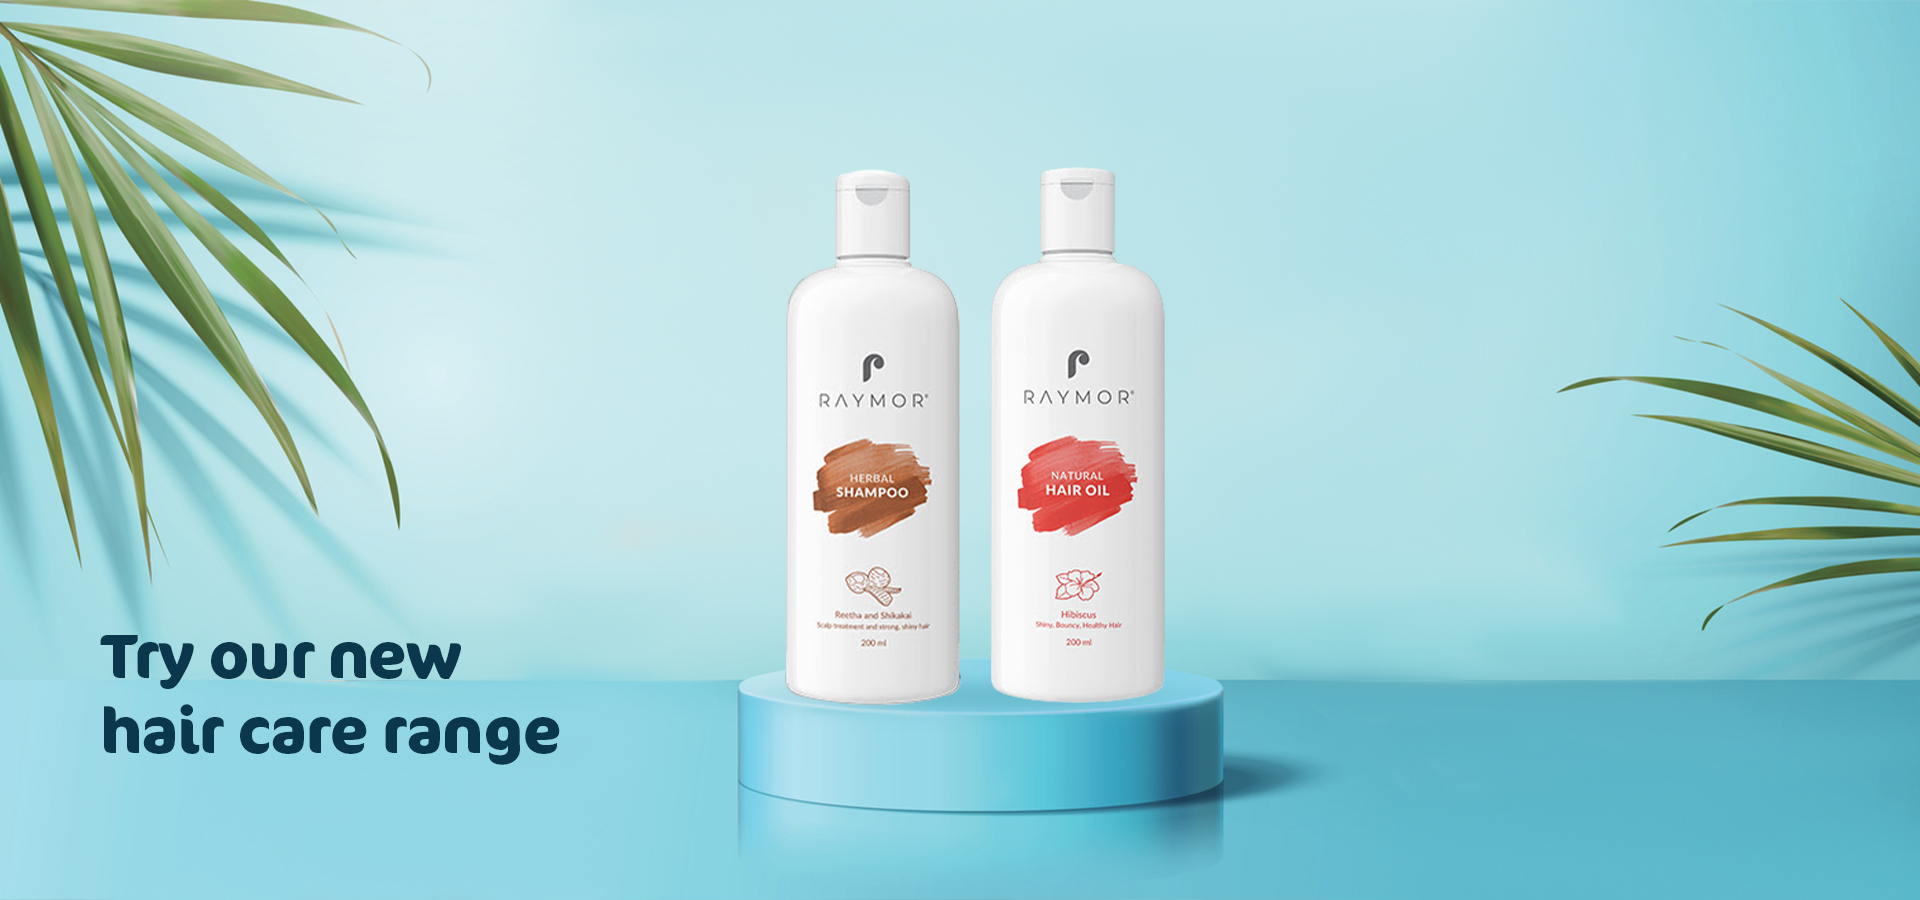 RAYMOR®
HERBAL
SHAMPOO
Reetha and Shikakai
Scalp treatment and strong, shiny hair
200 ml
RAYMOR®
NATURAL
HAIR OIL
Hibiscus
Shiny, Bouncy, Healthy Hair
200 ml
Try our new
hair care range